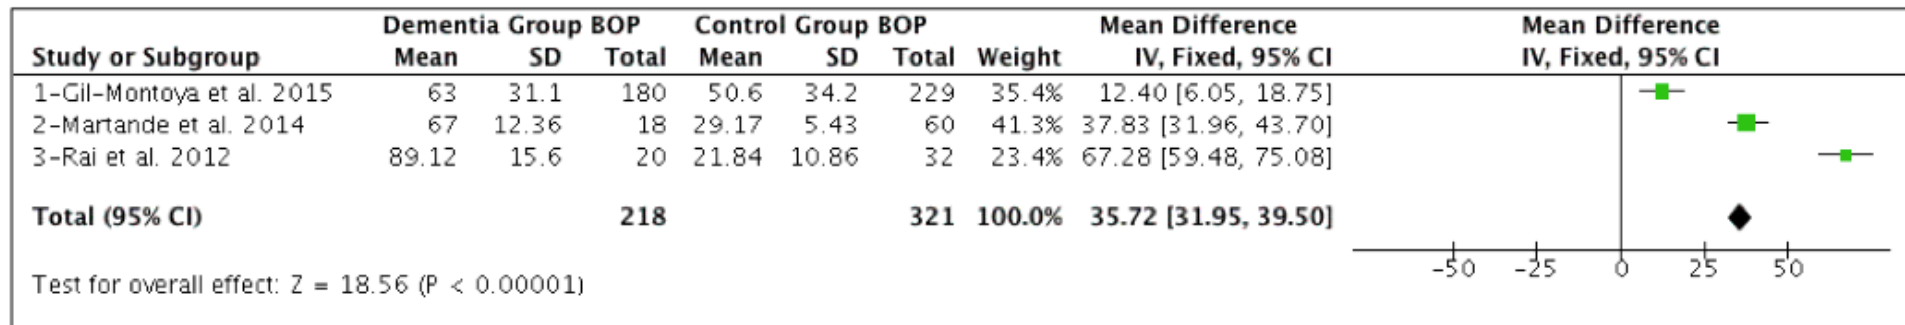 Dementia Group BOP Control Group BOP Mean Difference Mean Difference
Study or Subgroup Mean SD Total Mean SD Total Weight IV, Fixed, 95% CI IV, Fixed, 95% CI
1-Gil-Montoya et al. 2015 63 31.1 180 50.6 34.2 229 35.4% 12.40 [6.05, 18.75]
2-Martande et al. 2014 67 12.36 18 29.17 5.43 60 41.3% 37.83 [31.96, 43.70]
3-Rai et al. 2012 89.12 15.6 20 21.84 10.86 32 23.4% 67.28 [59.48, 75.08]
Total (95% CI) 218 321 100.0% 35.72 [31.95, 39.50]
-50 -25 0 25 50
Test for overall effect: Z = 18.56 (P < 0.00001)